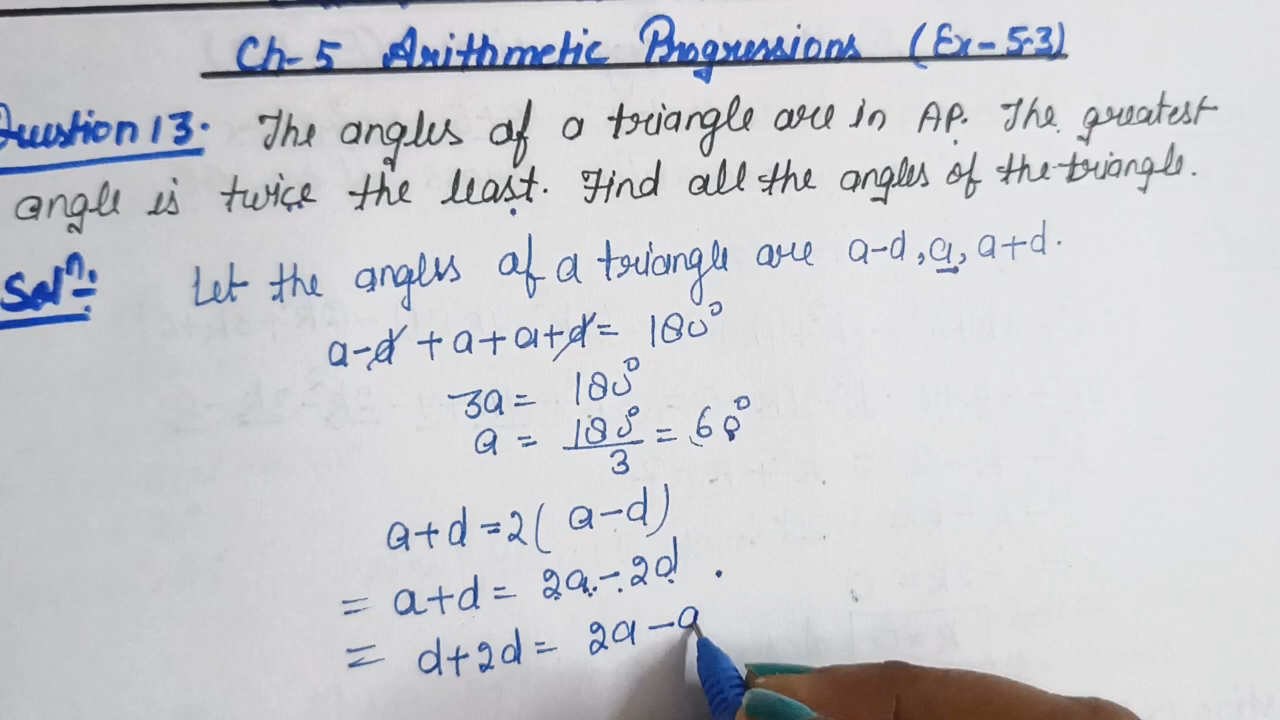 Ch-5 Arithmetic Progressions (Ex-5.3)
Question 13. The angles of a triangle are in AP. The greatest
angle is twice the least. Find all the angles of the triangle.
Solⁿ:- Let the angles of a triangle are a-d, a, a+d.
a-d + a + a+d = 180°
3a = 180°
a = 180°/3 = 60°
a+d = 2(a-d)
= a+d = 2a-2d.
= d+2d = 2a-a